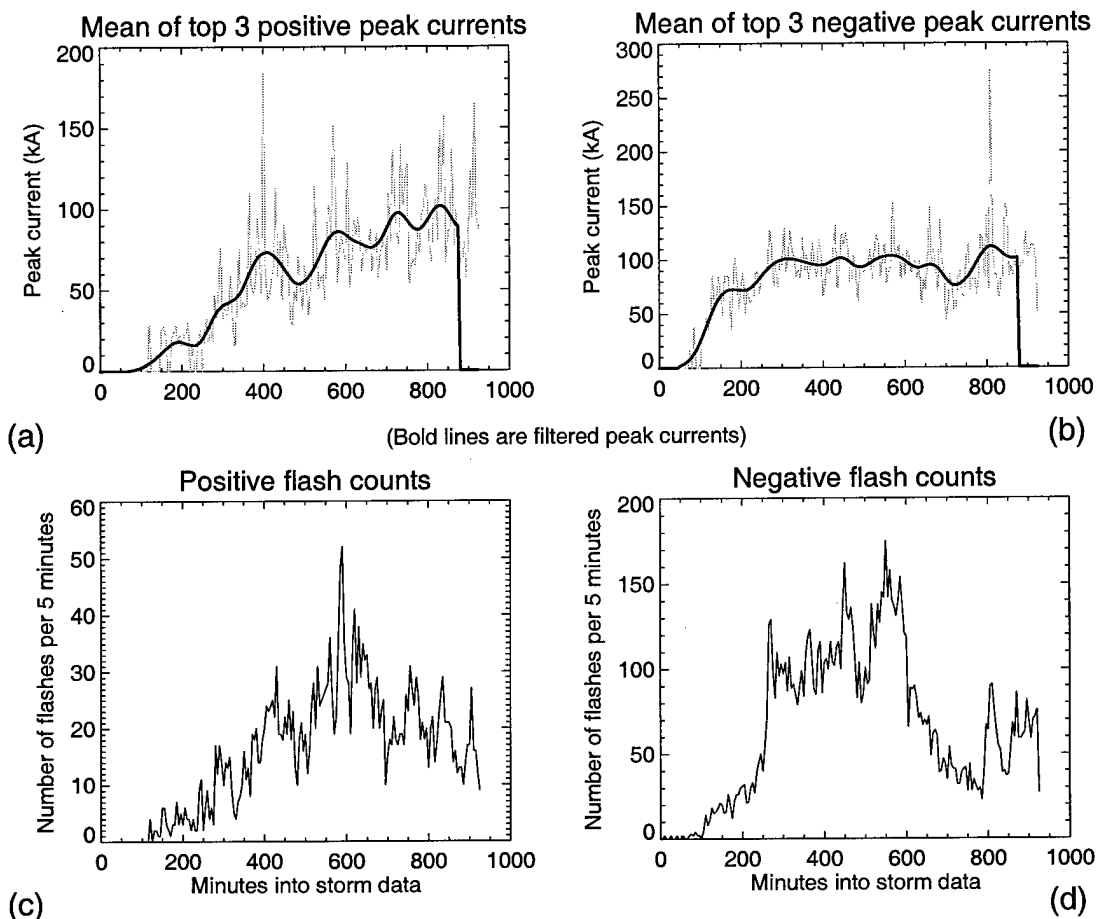 Mean of top 3 positive peak currents
Peak current (kA)
200
150
100
50
0
0 200 400 600 800 1000
(a)
Mean of top 3 negative peak currents
Peak current (kA)
300
250
200
150
100
50
0
0 200 400 600 800 1000
(b)
(Bold lines are filtered peak currents)
Positive flash counts
Number of flashes per 5 minutes
60
50
40
30
20
10
0
0 200 400 600 800 1000
Minutes into storm data
(c)
Negative flash counts
Number of flashes per 5 minutes
200
150
100
50
0
0 200 400 600 800 1000
Minutes into storm data
(d)